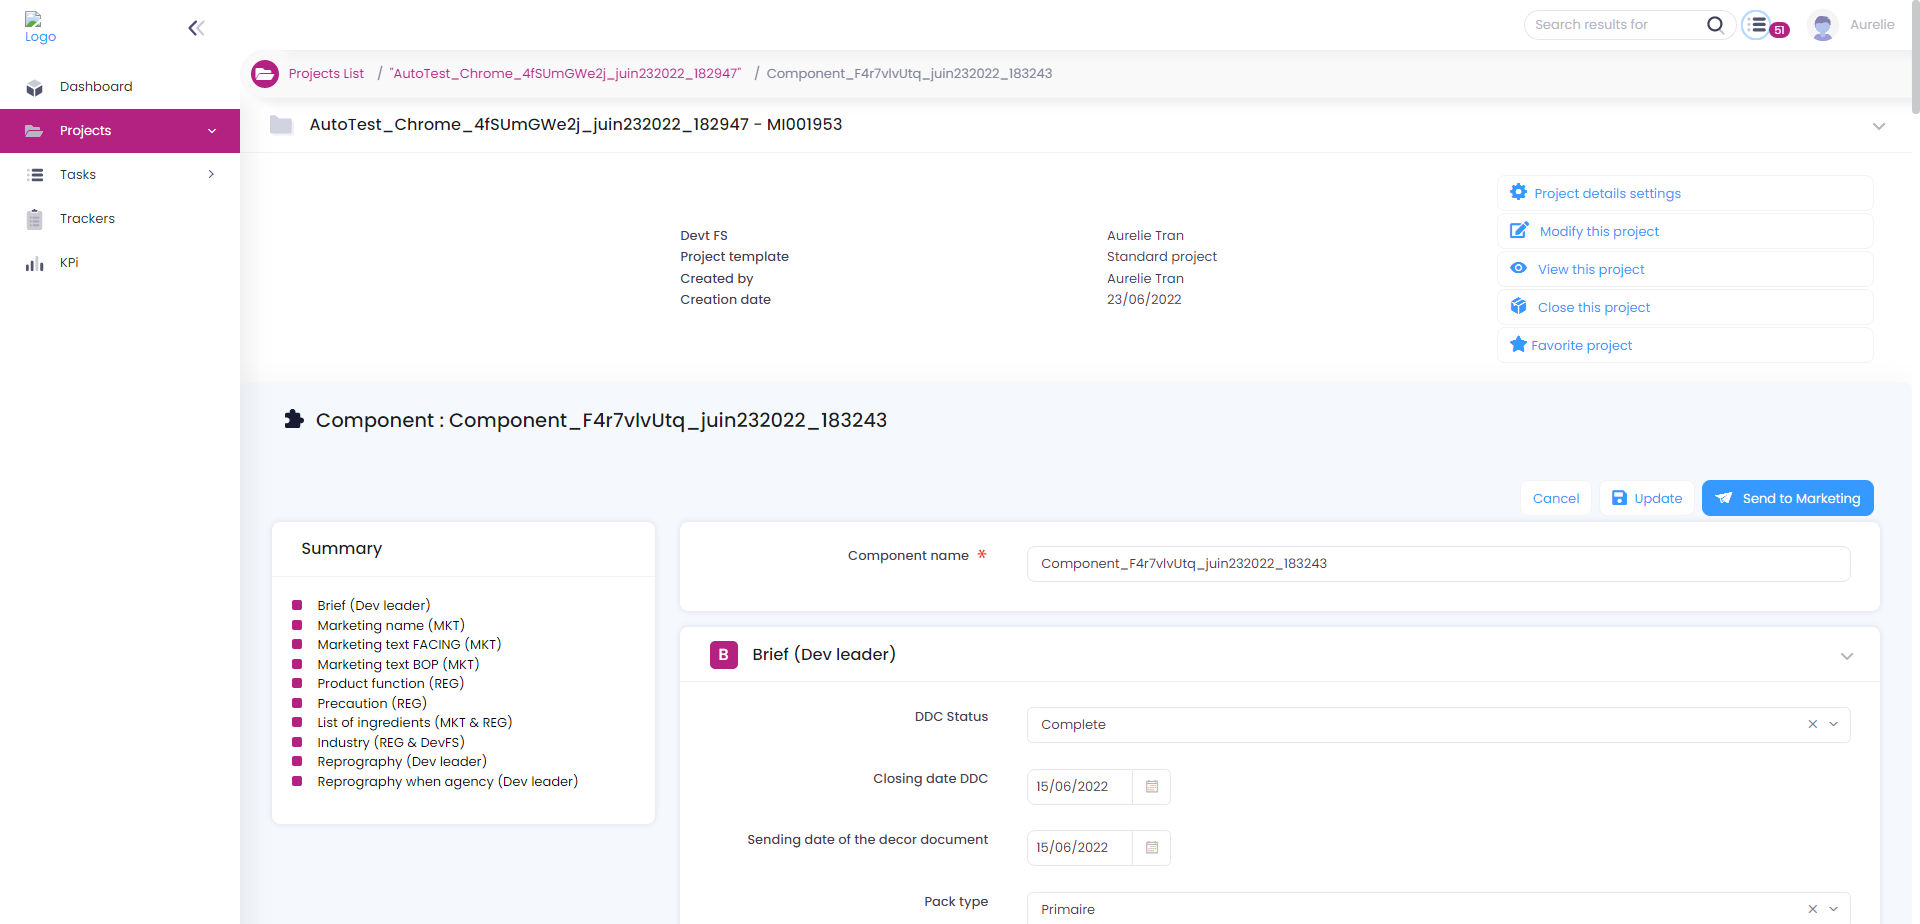 Logo
Search results for
51
Aurelie
Dashboard
Projects
Tasks
Trackers
KPi
Projects List / "AutoTest_Chrome_4fSUmGWe2j_juin232022_182947" / Component_F4r7vlvUtq_juin232022_183243
AutoTest_Chrome_4fSUmGWe2j_juin232022_182947 - MI001953
Devt FS Aurelie Tran
Project template Standard project
Created by Aurelie Tran
Creation date 23/06/2022
Project details settings
Modify this project
View this project
Close this project
Favorite project
Component : Component_F4r7vlvUtq_juin232022_183243
Cancel Update Send to Marketing
Summary
Brief (Dev leader)
Marketing name (MKT)
Marketing text FACING (MKT)
Marketing text BOP (MKT)
Product function (REG)
Precaution (REG)
List of ingredients (MKT & REG)
Industry (REG & DevFS)
Reprography (Dev leader)
Reprography when agency (Dev leader)
Component name * Component_F4r7vlvUtq_juin232022_183243
B Brief (Dev leader)
DDC Status Complete
Closing date DDC 15/06/2022
Sending date of the decor document 15/06/2022
Pack type Primaire